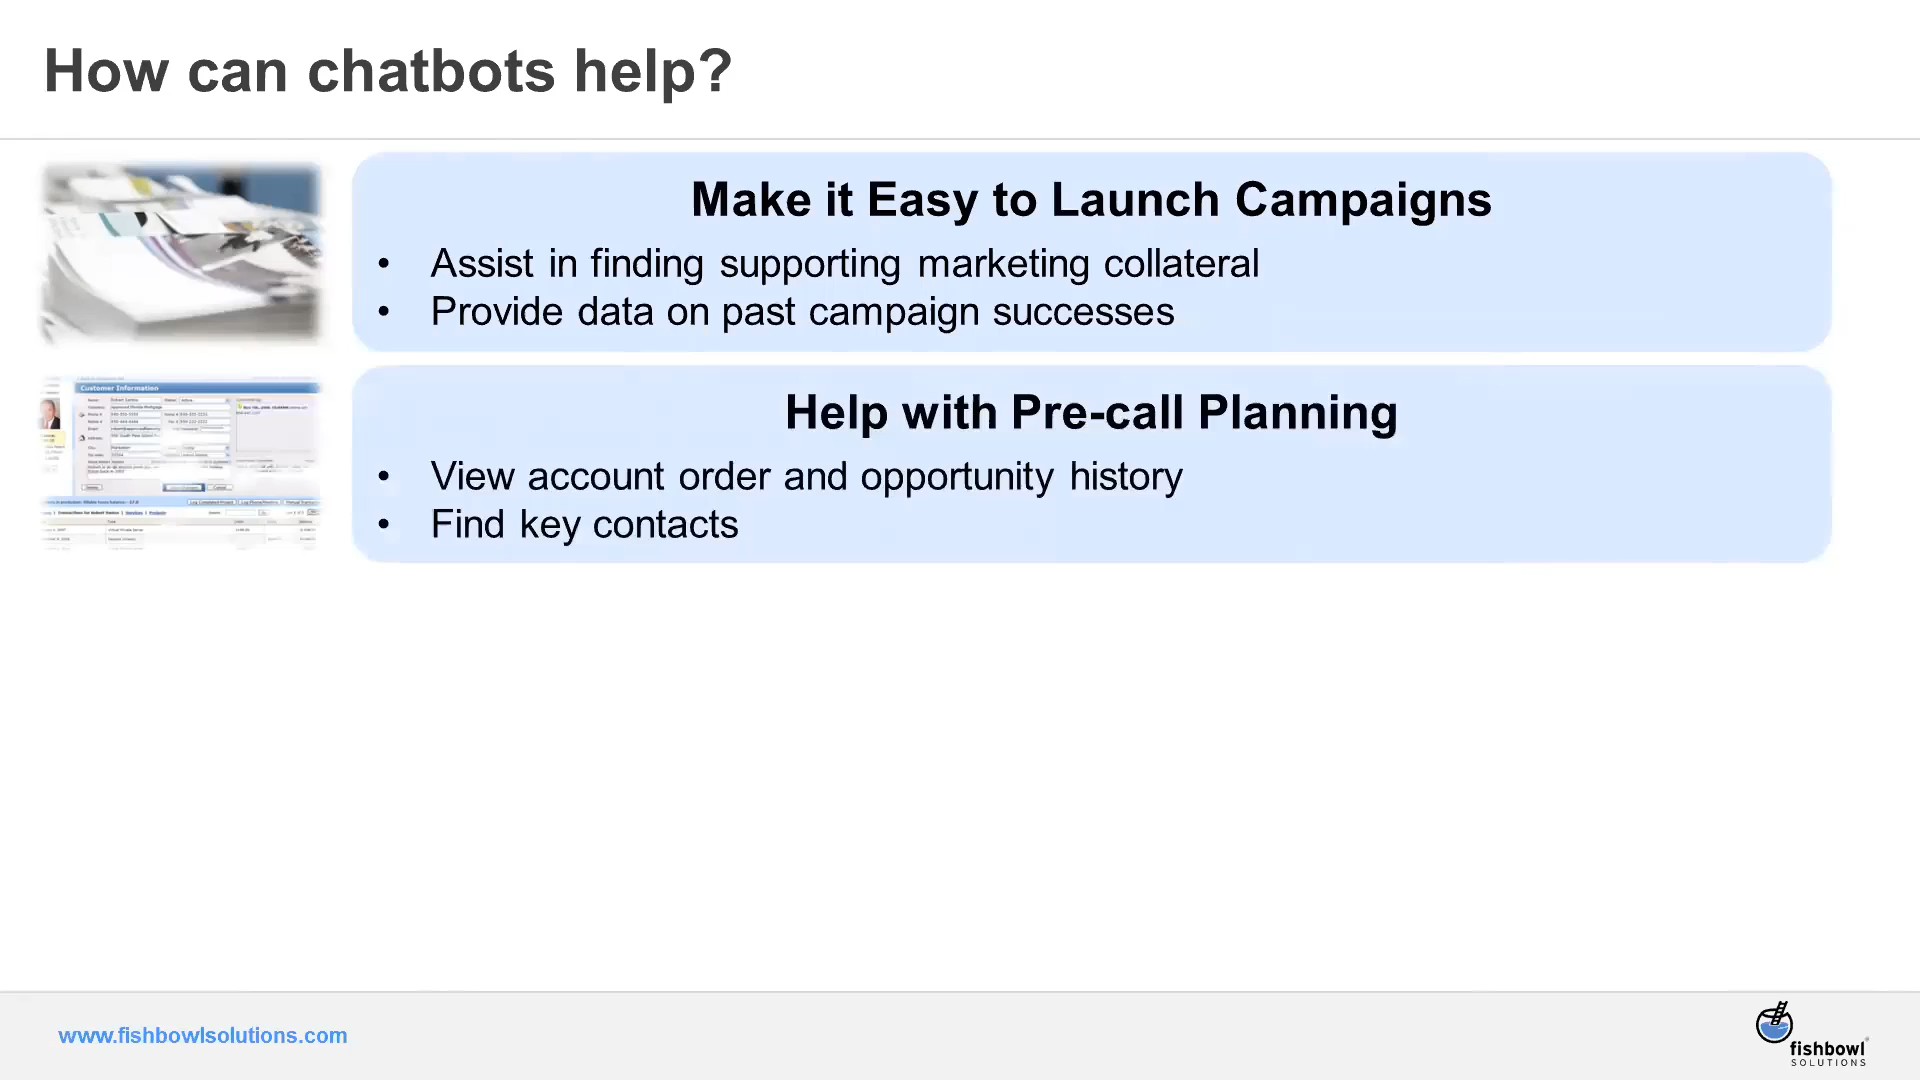 How can chatbots help?
Make it Easy to Launch Campaigns
• Assist in finding supporting marketing collateral
• Provide data on past campaign successes
Customer Information
Help with Pre-call Planning
• View account order and opportunity history
• Find key contacts
www.fishbowlsolutions.com
fishbowl
SOLUTIONS